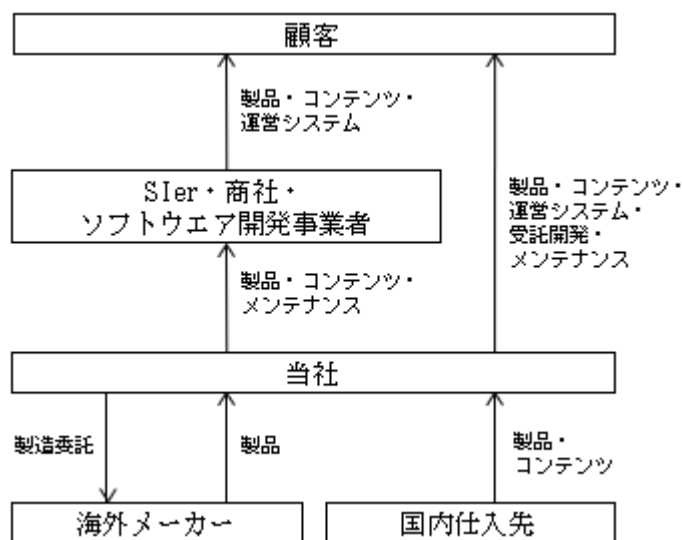 顧客
製品・コンテンツ・
運営システム
SIer・商社・
ソフトウエア開発事業者
製品・コンテンツ・
運営システム・
受託開発・
メンテナンス
製品・コンテンツ・
メンテナンス
当社
製造委託
製品
製品・
コンテンツ
海外メーカー
国内仕入先